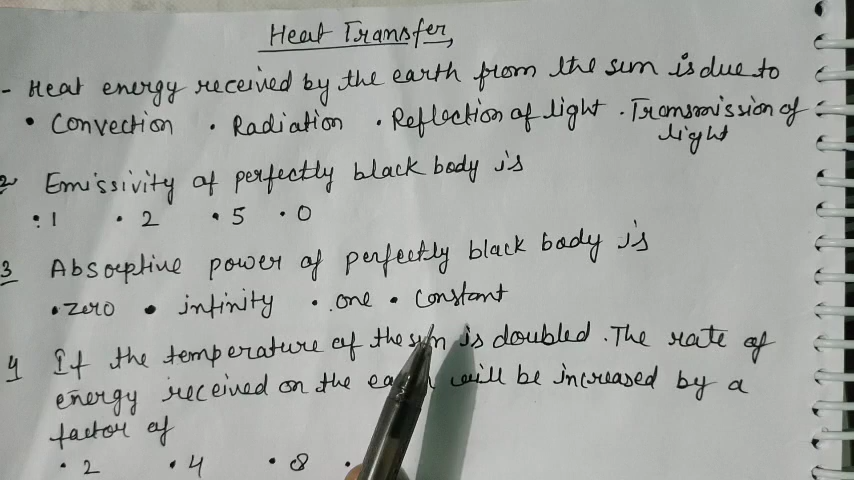 Heat Transfer,
- Heat energy received by the earth from the sun is due to
• Convection • Radiation • Reflection of light • Transmission of light
2 Emissivity of perfectly black body is
• 1 • 2 • 5 • 0
3 Absorptive power of perfectly black body is
• zero • infinity • one • constant
4 If the temperature of the sun is doubled. The rate of
energy received on the will be increased by a
factor of
• 2 • 4 • 8 •